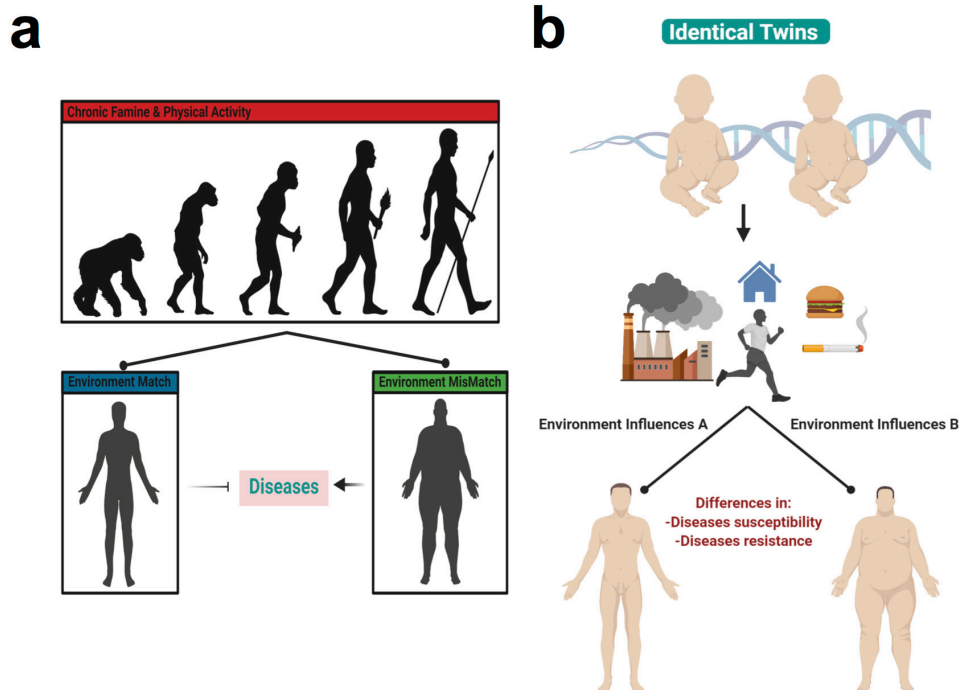 a
Chronic Famine & Physical Activity
Environment Match
Environment MisMatch
Diseases
b
Identical Twins
Environment Influences A
Environment Influences B
Differences in:
-Diseases susceptibility
-Diseases resistance